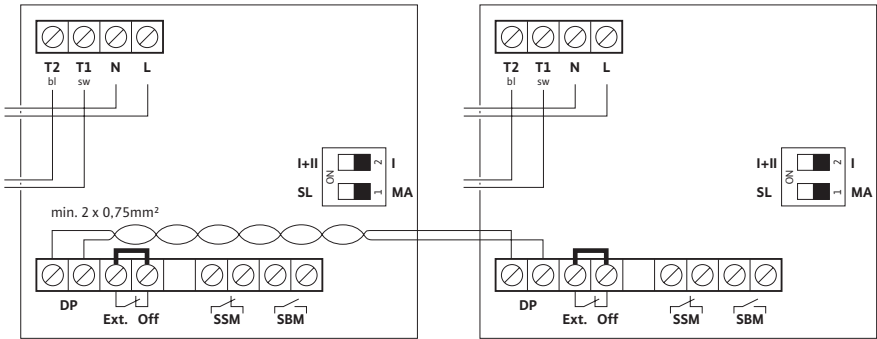 T2 T1 N L
bl sw
I+II ON 2 I
SL 1 MA
min. 2 x 0,75mm²
DP
Ext. Off SSM SBM
T2 T1 N L
bl sw
I+II ON 2 I
SL 1 MA
DP
Ext. Off SSM SBM